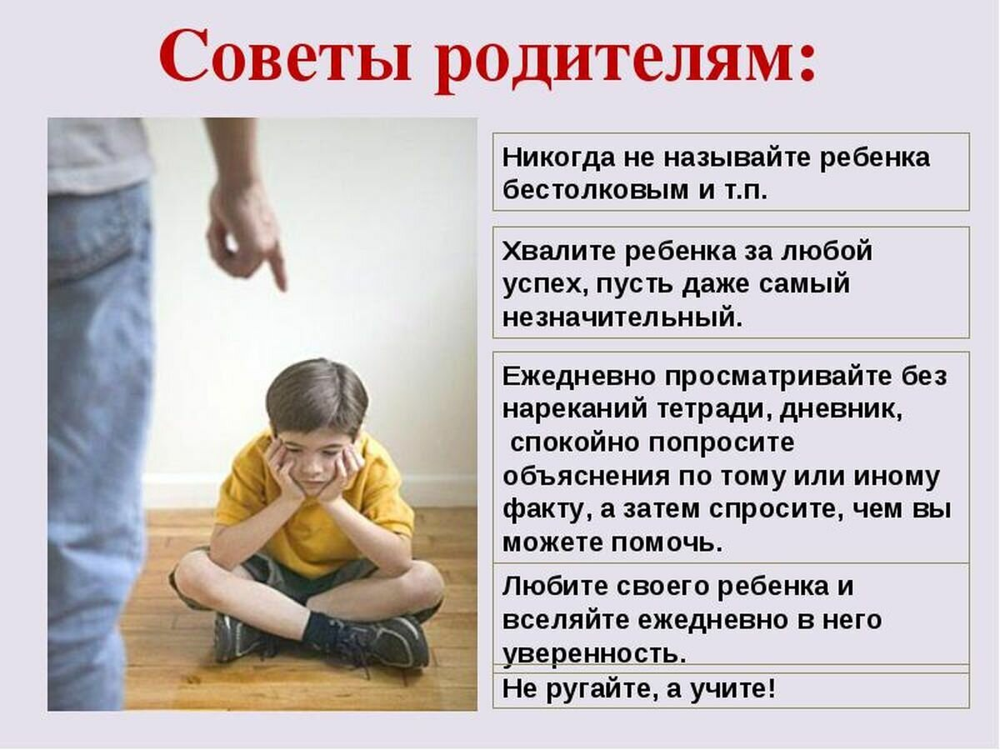 Советы родителям:
Никогда не называйте ребенка
бестолковым и т.п.
Хвалите ребенка за любой
успех, пусть даже самый
незначительный.
Ежедневно просматривайте без
нареканий тетради, дневник,
спокойно попросите
объяснения по тому или иному
факту, а затем спросите, чем вы
можете помочь.
Любите своего ребенка и
вселяйте ежедневно в него
уверенность.
Не ругайте, а учите!